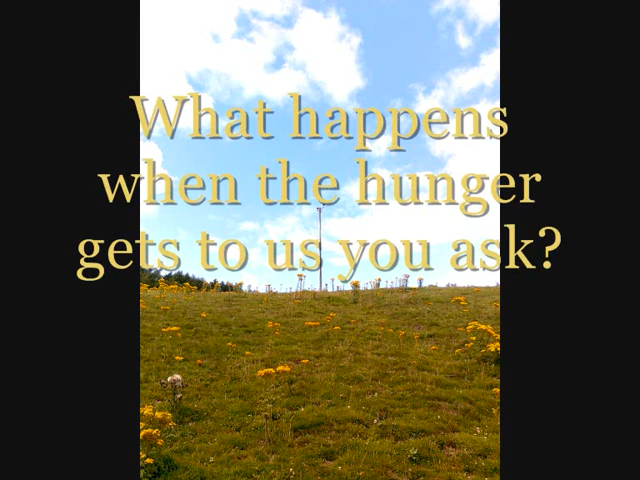 What happens
when the hunger
gets to us you ask?